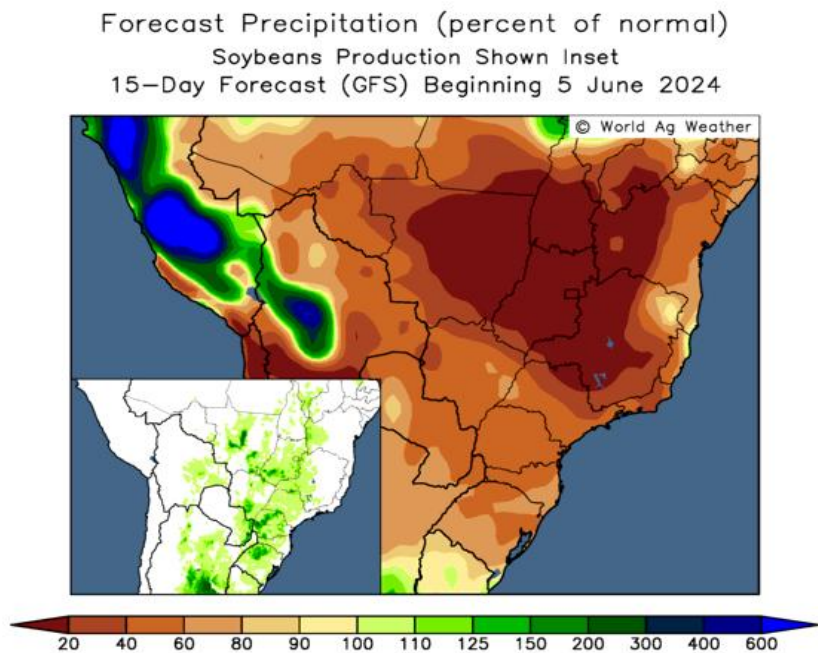 Forecast Precipitation (percent of normal)
Soybeans Production Shown Inset
15-Day Forecast (GFS) Beginning 5 June 2024
© World Ag Weather
20 40 60 80 90 100 110 125 150 200 300 400 600